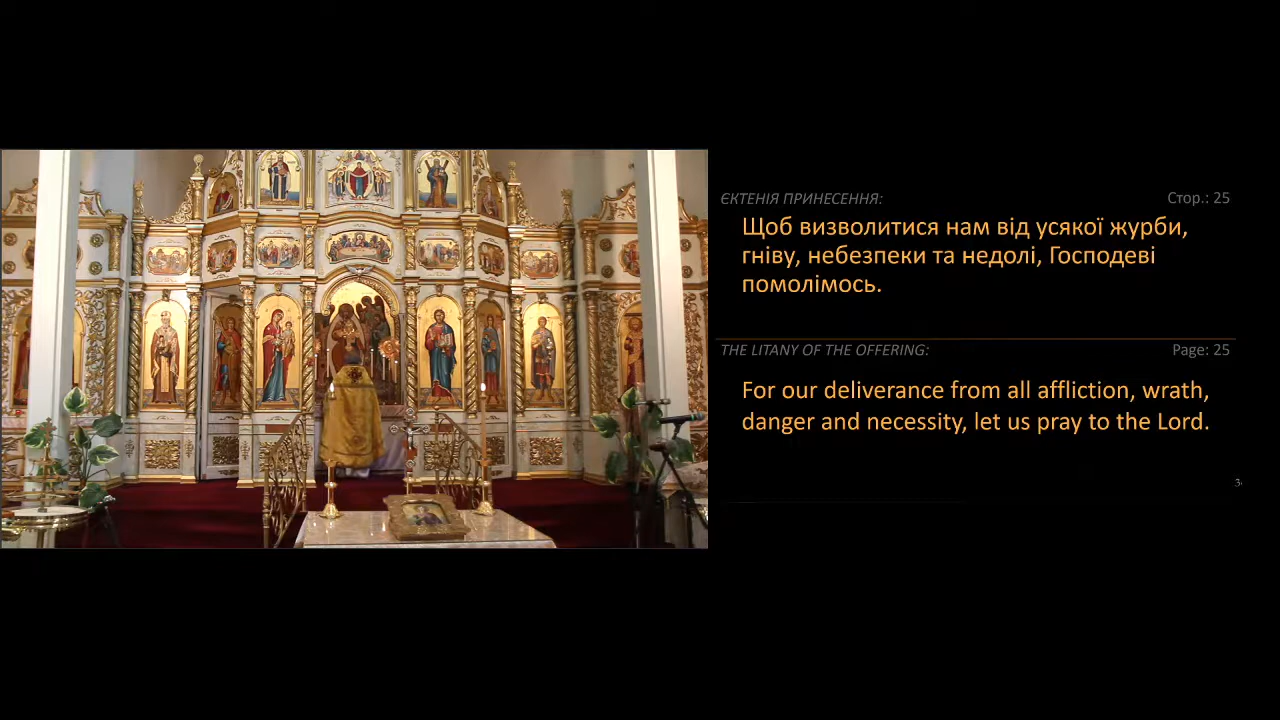 ЄКТЕНІЯ ПРИНЕСЕННЯ: Стор.: 25
Щоб визволитися нам від усякої журби,
гніву, небезпеки та недолі, Господеві
помолімось.
THE LITANY OF THE OFFERING: Page: 25
For our deliverance from all affliction, wrath,
danger and necessity, let us pray to the Lord.